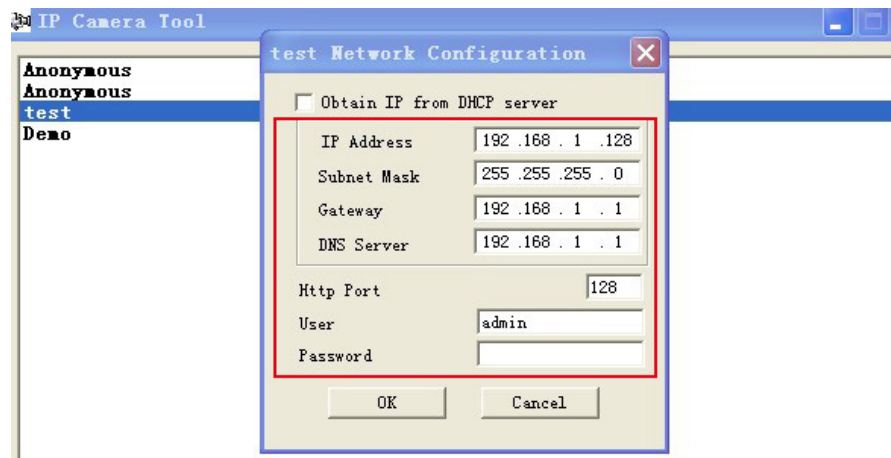 IP Camera Tool
Anonymous
Anonymous
test
Demo
test Network Configuration
Obtain IP from DHCP server
IP Address 192 .168 . 1 .128
Subnet Mask 255 .255 .255 . 0
Gateway 192 .168 . 1 . 1
DNS Server 192 .168 . 1 . 1
Http Port 128
User admin
Password
OK Cancel